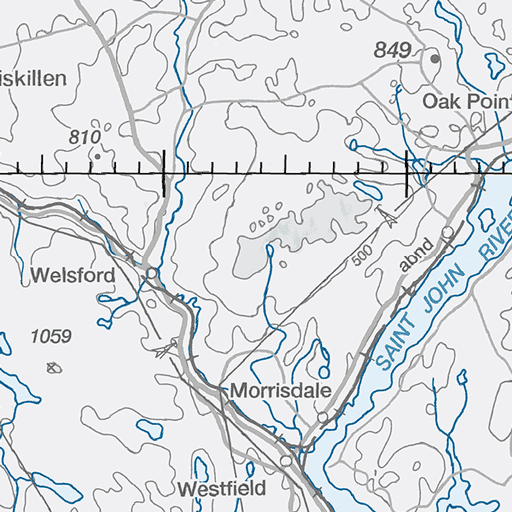 849
iskillen
Oak Point
810
500
abnd
Welsford
SAINT JOHN RIVER
1059
Morrisdale
Westfield